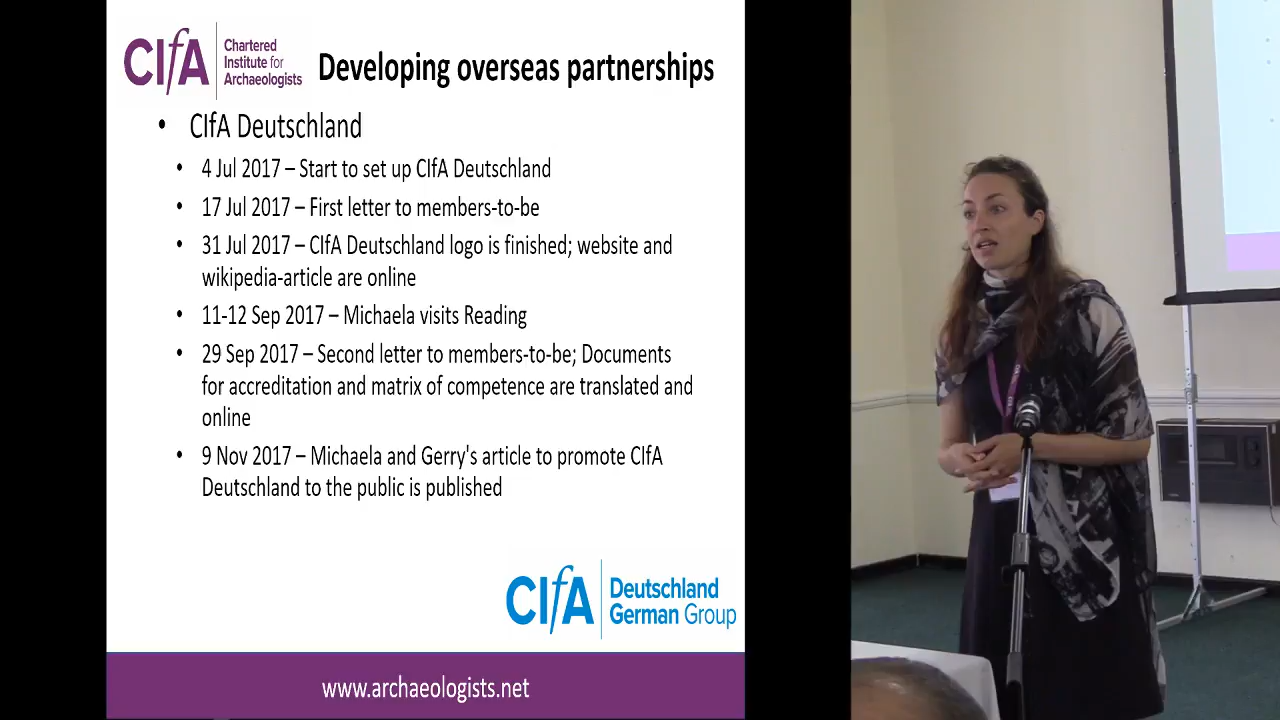 CIfA
Chartered
Institute for
Archaeologists
Developing overseas partnerships
• CIfA Deutschland
• 4 Jul 2017 – Start to set up CIfA Deutschland
• 17 Jul 2017 – First letter to members-to-be
• 31 Jul 2017 – CIfA Deutschland logo is finished; website and
wikipedia-article are online
• 11-12 Sep 2017 – Michaela visits Reading
• 29 Sep 2017 – Second letter to members-to-be; Documents
for accreditation and matrix of competence are translated and
online
• 9 Nov 2017 – Michaela and Gerry's article to promote CIfA
Deutschland to the public is published
CIfA
Deutschland
German Group
www.archaeologists.net